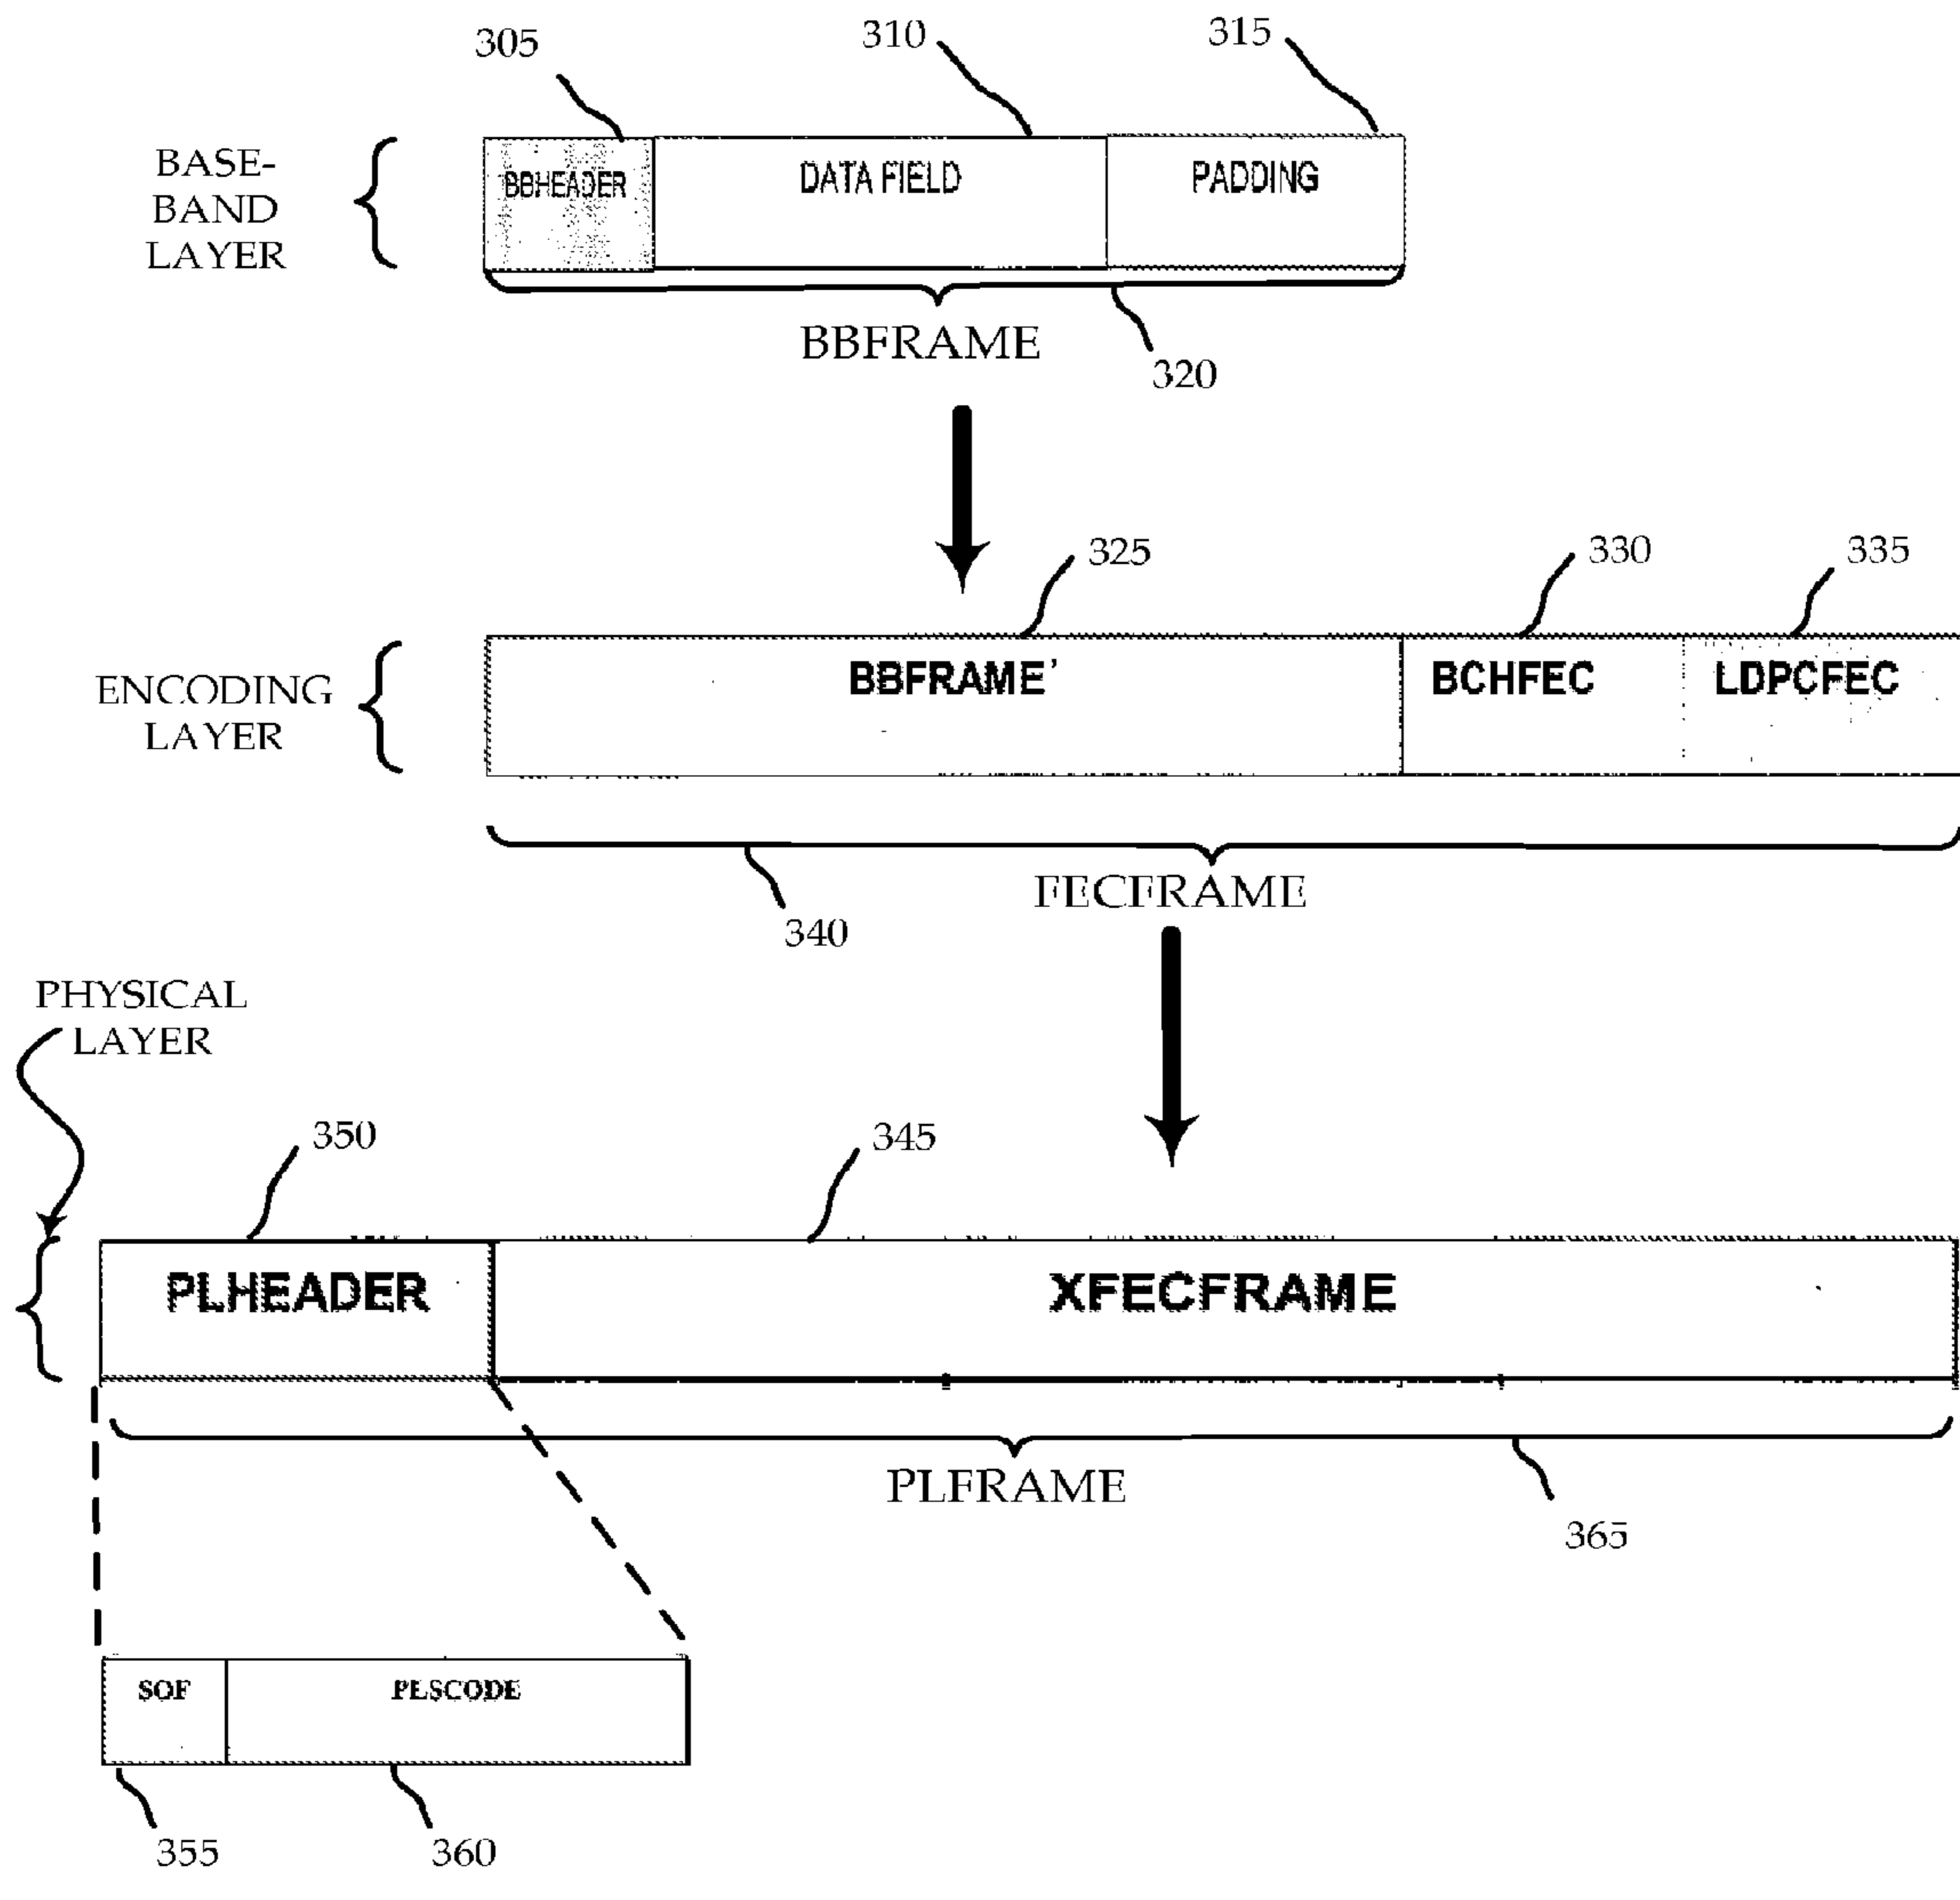 305
310
315
BASE-
BAND
LAYER
BBHEADER
DATA FIELD
PADDING
BBFRAME
320
325
330
335
ENCODING
LAYER
BBFRAME'
BCHFEC
LDPCFEC
FECFRAME
340
PHYSICAL
LAYER
350
345
PLHEADER
XFECFRAME
PLFRAME
365
SOF
PLSCODE
355
360